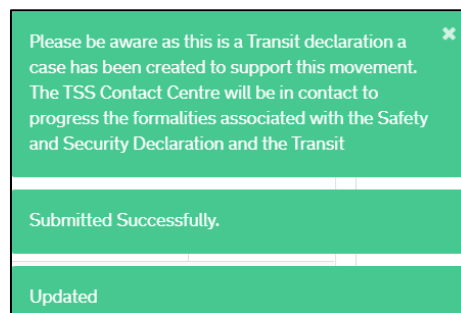 Please be aware as this is a Transit declaration a
case has been created to support this movement.
The TSS Contact Centre will be in contact to
progress the formalities associated with the Safety
and Security Declaration and the Transit
Submitted Successfully.
Updated